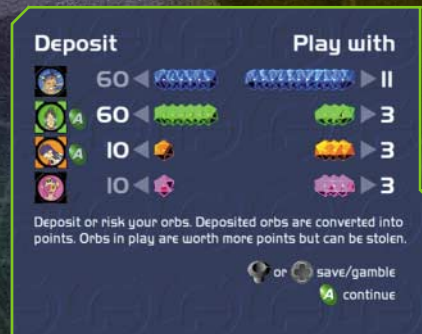 Deposit Play with
60 11
A 60 3
A 10 3
10 3
Deposit or risk your orbs. Deposited orbs are converted into
points. Orbs in play are worth more points but can be stolen.
or save/gamble
A continue